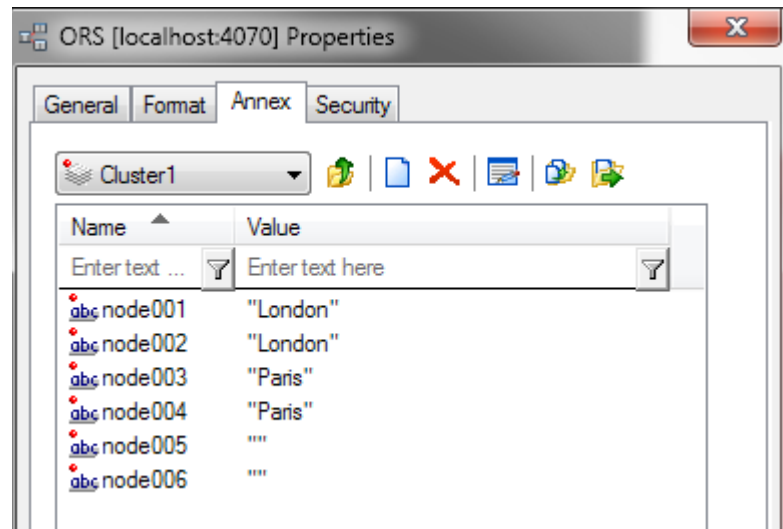 ORS [localhost:4070] Properties
General Format Annex Security
Cluster1
Name Value
Enter text ... Enter text here
abc node001 "London"
abc node002 "London"
abc node003 "Paris"
abc node004 "Paris"
abc node005 ""
abc node006 ""